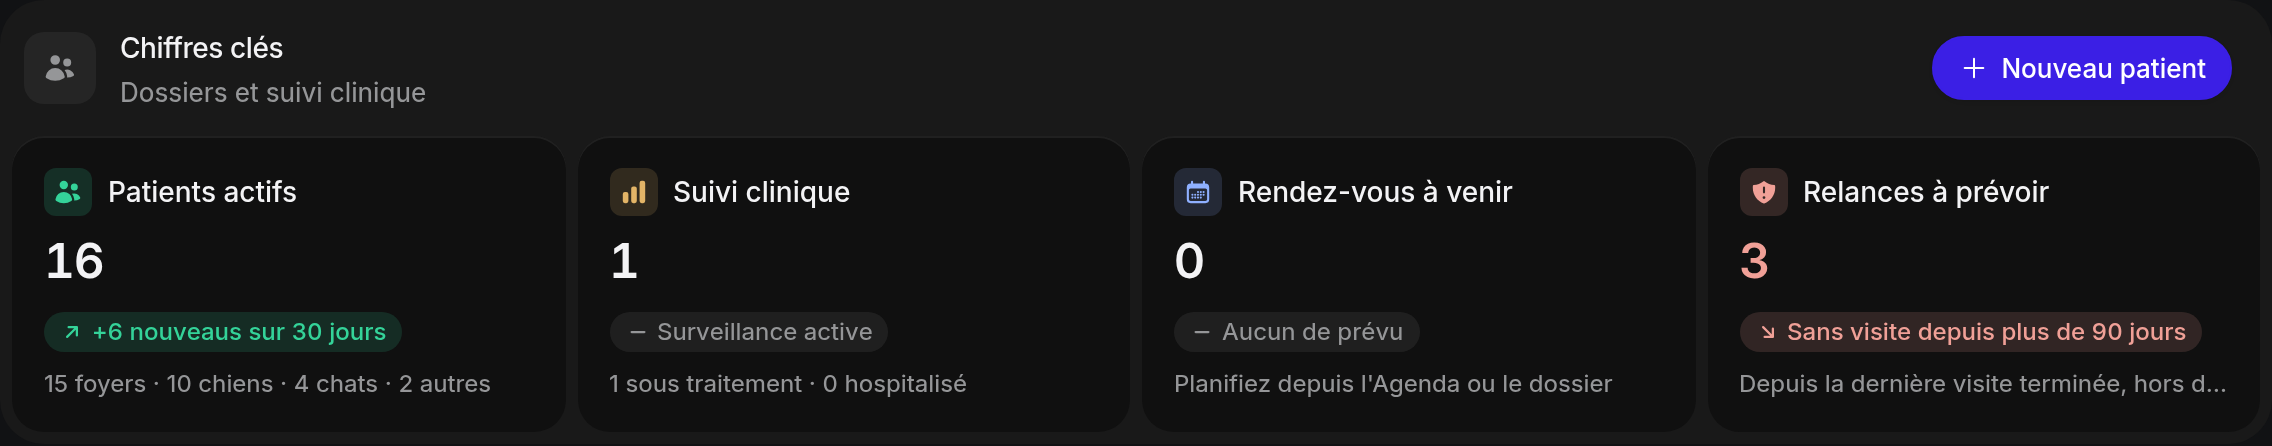 Chiffres clés
Dossiers et suivi clinique
Nouveau patient
Patients actifs
16
+6 nouveaus sur 30 jours
15 foyers · 10 chiens · 4 chats · 2 autres
Suivi clinique
1
Surveillance active
1 sous traitement · 0 hospitalisé
Rendez-vous à venir
0
Aucun de prévu
Planifiez depuis l'Agenda ou le dossier
Relances à prévoir
3
Sans visite depuis plus de 90 jours
Depuis la dernière visite terminée, hors d...